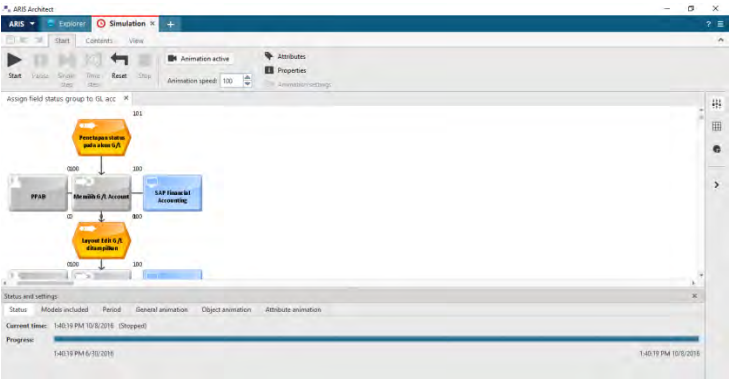 ARIS Architect
ARIS Explorer Simulation × +
Start Contents View
Start Pause Single step Time step Reset Stop
Animation active
Animation speed: 100
Attributes
Properties
Animation settings
Assign field status group to GL acc ×
101
Penetapan status pada akun G/L
0100 100
PPAB Memilih G/L Account SAP Financial Accounting
Layout Edit G/L ditampilkan
0100 100
Status and settings
Status Models included Period General animation Object animation Attribute animation
Current time: 1:40:19 PM 10/8/2016 (Stopped)
Progress:
1:40:19 PM 6/10/2016 1:40:19 PM 10/8/2016